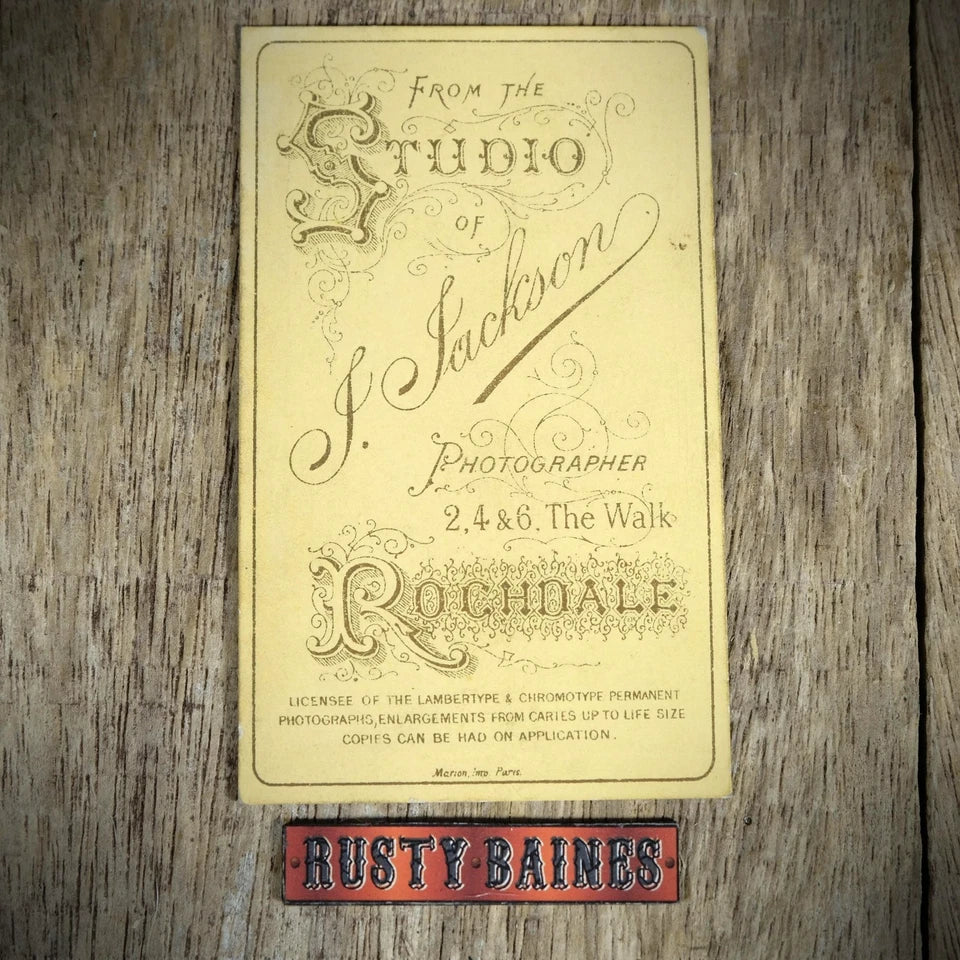 FROM THE
STUDIO
OF
J. Jackson
PHOTOGRAPHER
2,4 & 6. The Walk
ROCHDALE
LICENSEE OF THE LAMBERTYPE & CHROMOTYPE PERMANENT
PHOTOGRAPHS, ENLARGEMENTS FROM CARTES UP TO LIFE SIZE
COPIES CAN BE HAD ON APPLICATION.
Marion, Imp. Paris.
RUSTY BAINES